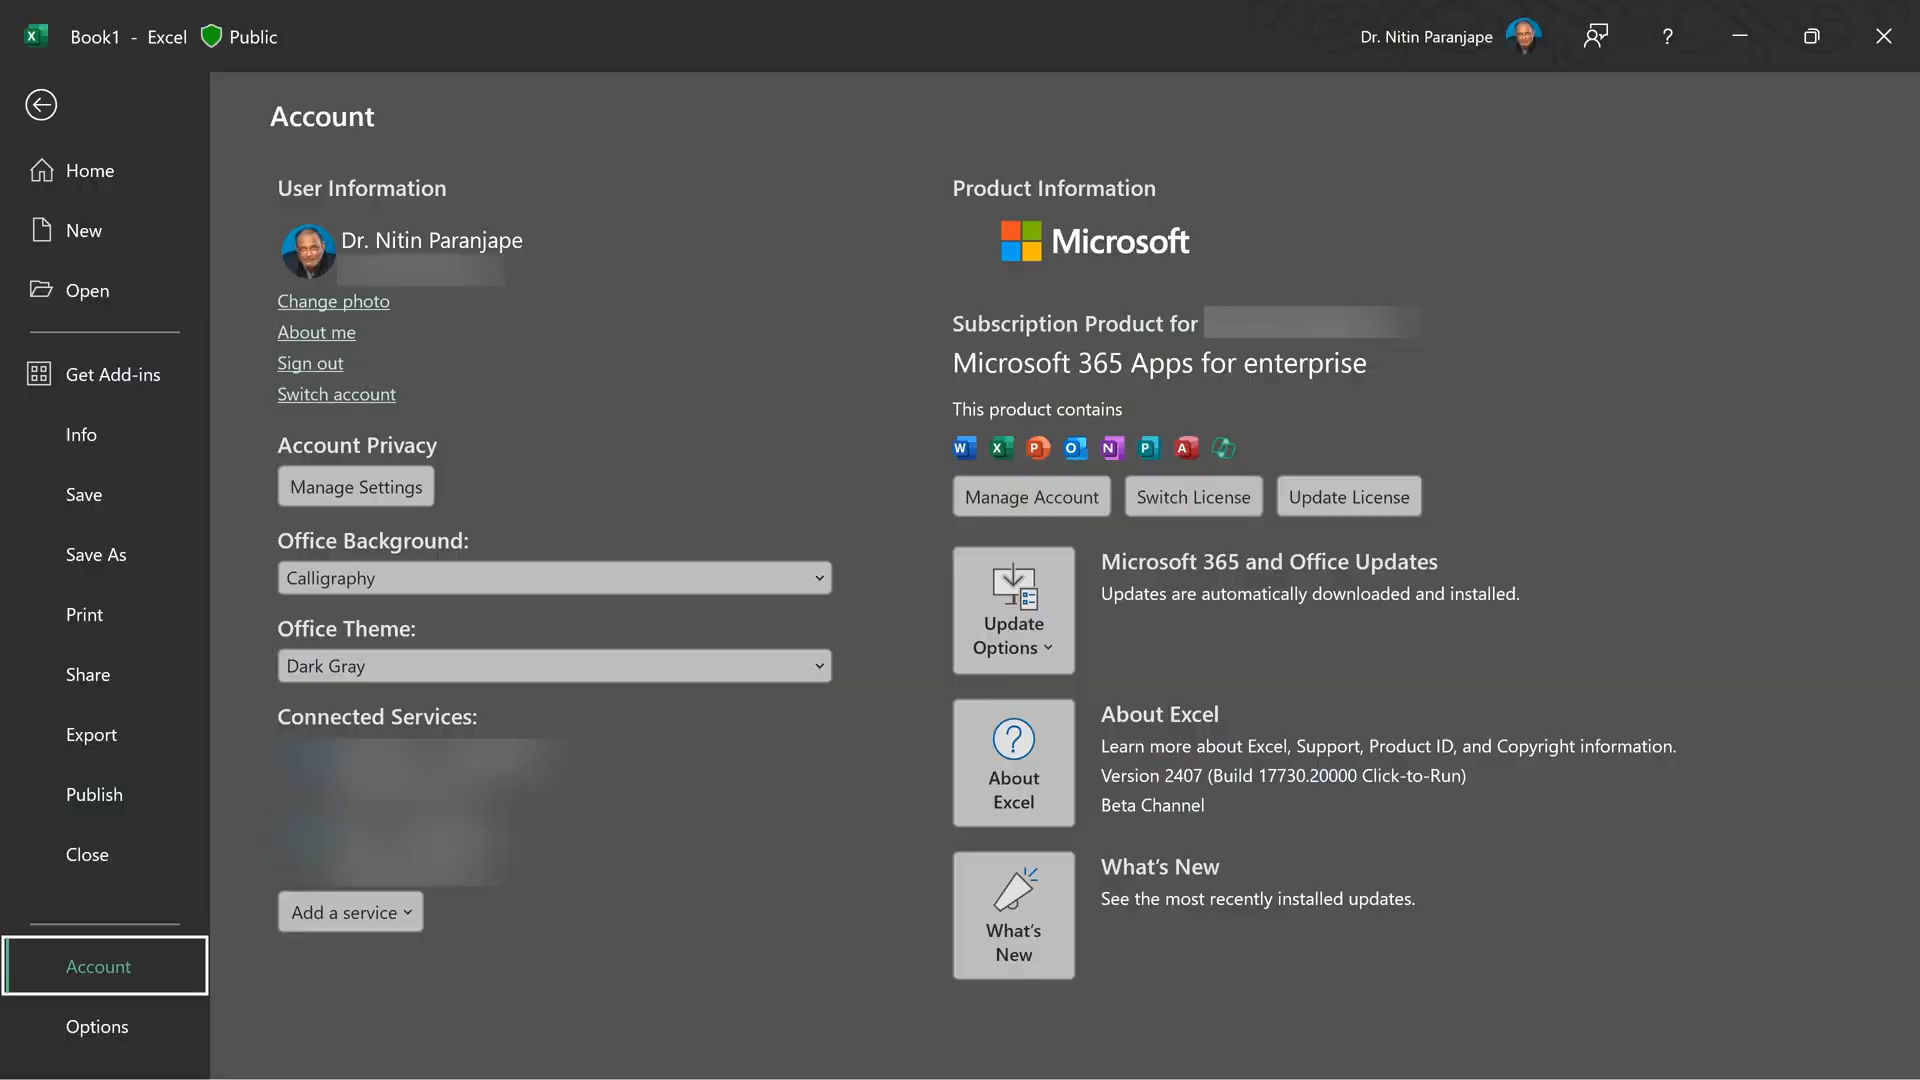 Book1 - Excel Public
Dr. Nitin Paranjape
?
Home
New
Open
Get Add-ins
Info
Save
Save As
Print
Share
Export
Publish
Close
Account
Options
Account
User Information
Dr. Nitin Paranjape
Change photo
About me
Sign out
Switch account
Account Privacy
Manage Settings
Office Background:
Calligraphy
Office Theme:
Dark Gray
Connected Services:
Add a service
Product Information
Microsoft
Subscription Product for
Microsoft 365 Apps for enterprise
This product contains
W X P O N P A
Manage Account
Switch License
Update License
Update
Options
Microsoft 365 and Office Updates
Updates are automatically downloaded and installed.
?
About
Excel
About Excel
Learn more about Excel, Support, Product ID, and Copyright information.
Version 2407 (Build 17730.20000 Click-to-Run)
Beta Channel
What's
New
What's New
See the most recently installed updates.